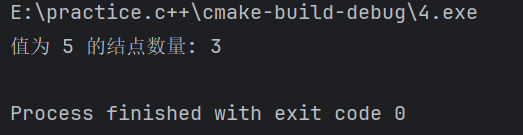 E:\practice.c++\cmake-build-debug\4.exe
值为 5 的结点数量: 3
Process finished with exit code 0